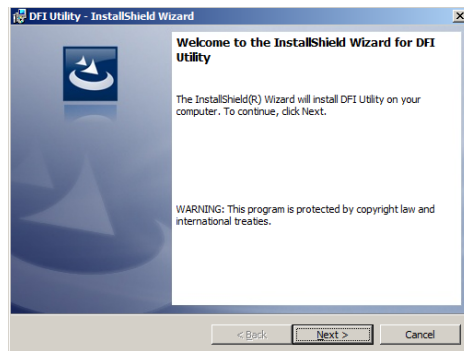 DFI Utility - InstallShield Wizard
Welcome to the InstallShield Wizard for DFI
Utility
The InstallShield(R) Wizard will install DFI Utility on your
computer. To continue, click Next.
WARNING: This program is protected by copyright law and
international treaties.
< Back Next > Cancel